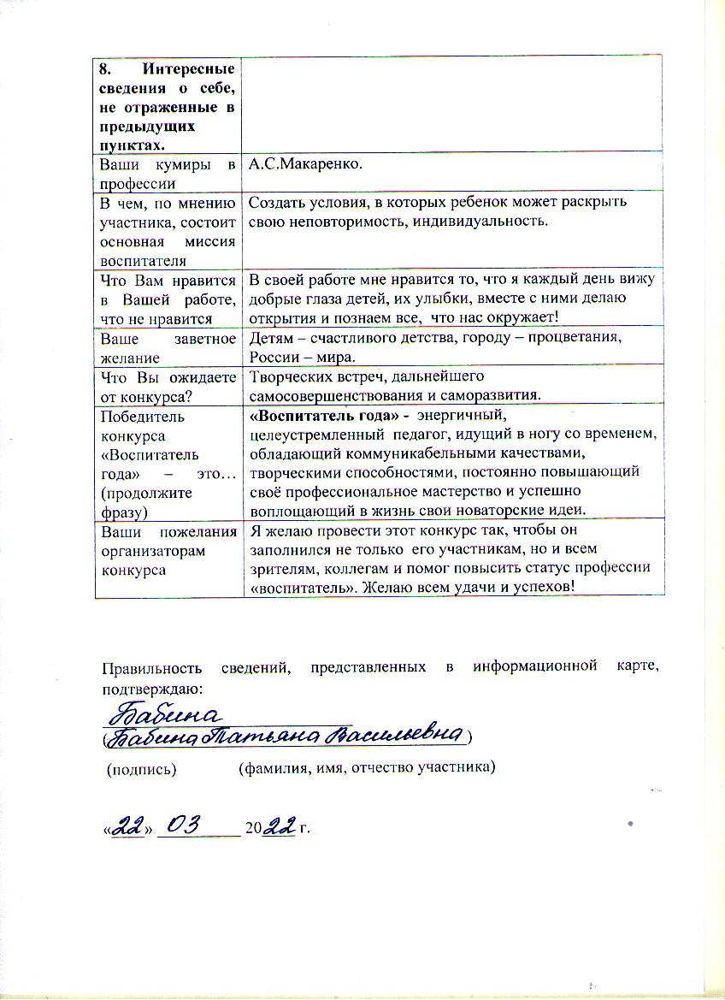 8. Интересные
сведения о себе,
не отраженные в
предыдущих
пунктах.
Ваши кумиры в
профессии
А.С.Макаренко.
В чем, по мнению
участника, состоит
основная миссия
воспитателя
Создать условия, в которых ребенок может раскрыть
свою неповторимость, индивидуальность.
Что Вам нравится
в Вашей работе,
что не нравится
В своей работе мне нравится то, что я каждый день вижу
добрые глаза детей, их улыбки, вместе с ними делаю
открытия и познаем все, что нас окружает!
Ваше заветное
желание
Детям – счастливого детства, городу – процветания,
России – мира.
Что Вы ожидаете
от конкурса?
Творческих встреч, дальнейшего
самосовершенствования и саморазвития.
Победитель
конкурса
«Воспитатель
года» – это…
(продолжите
фразу)
«Воспитатель года» - энергичный,
целеустремленный педагог, идущий в ногу со временем,
обладающий коммуникабельными качествами,
творческими способностями, постоянно повышающий
своё профессиональное мастерство и успешно
воплощающий в жизнь свои новаторские идеи.
Ваши пожелания
организаторам
конкурса
Я желаю провести этот конкурс так, чтобы он
заполнился не только его участникам, но и всем
зрителям, коллегам и помог повысить статус профессии
«воспитатель». Желаю всем удачи и успехов!
Правильность сведений, представленных в информационной карте,
подтверждаю:
Бабина
(Бабина Татьяна Васильевна)
(подпись) (фамилия, имя, отчество участника)
«22» 03 2022 г.